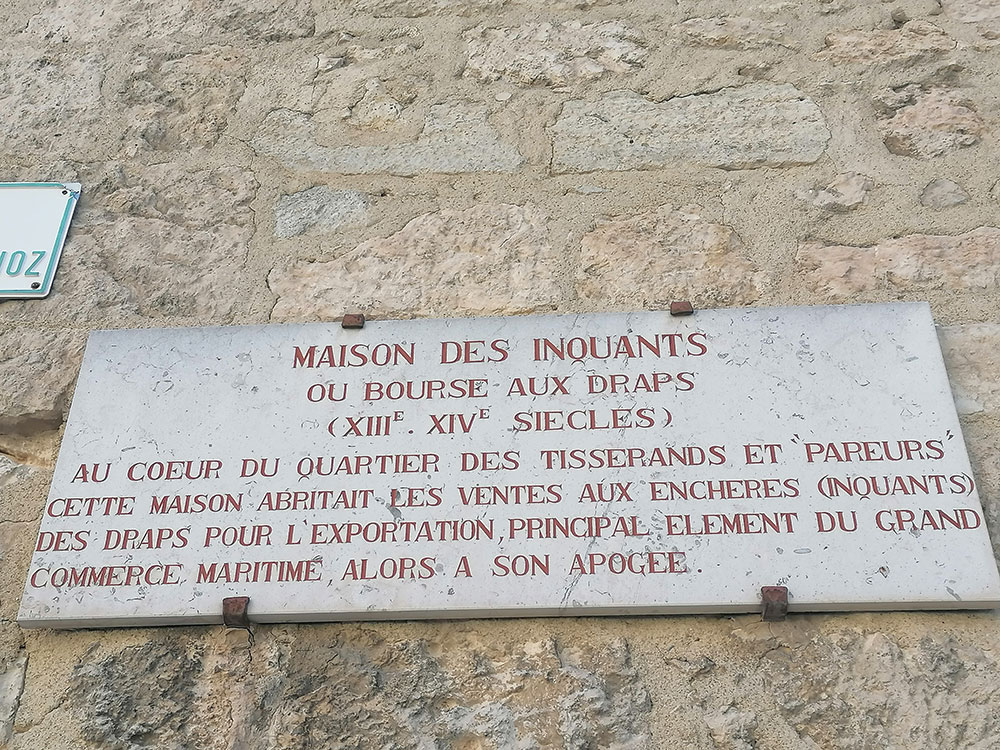 MAISON DES INQUANTS
OU BOURSE AUX DRAPS
(XIIIE. XIVE SIECLES)
AU COEUR DU QUARTIER DES TISSERANDS ET "PAREURS"
CETTE MAISON ABRITAIT LES VENTES AUX ENCHERES (INQUANTS)
DES DRAPS POUR L'EXPORTATION, PRINCIPAL ELEMENT DU GRAND
COMMERCE MARITIME, ALORS A SON APOGEE.